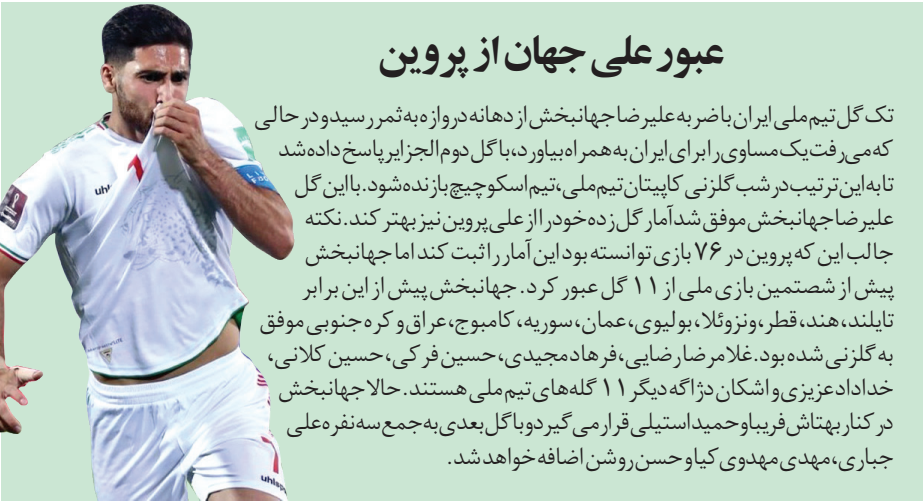 عبور علی جهان از پروین
تک گل تیم ملی ایران با ضربه علیرضا جهانبخش از دهانه دروازه به ثمر رسید و در حالی
که می‌رفت یک مساوی را برای ایران به همراه بیاورد، با گل دوم الجزایر پاسخ داده شد
تا به این ترتیب در شب گلزنی کاپیتان تیم ملی، تیم اسکوچیچ بازنده شود. با این گل
علیرضا جهانبخش موفق شد آمار گل زده خود را از علی پروین نیز بهتر کند. نکته
جالب این که پروین در ۷۶ بازی توانسته بود این آمار را ثبت کند اما جهانبخش
پیش از شصتمین بازی ملی از ۱۱ گل عبور کرد. جهانبخش پیش از این برابر
تایلند، هند، قطر، ونزوئلا، بولیوی، عمان، سوریه، کامبوج، عراق و کره جنوبی موفق
به گلزنی شده بود. غلامرضا رضایی، فرهاد مجیدی، حسین فرکی، حسین کلانی،
خداداد عزیزی و اشکان دژاگه دیگر ۱۱ گله‌های تیم ملی هستند. حالا جهانبخش
در کنار بهتاش فریبا و حمید استیلی قرار می گیرد و با گل بعدی به جمع سه نفره علی
جباری، مهدی مهدوی کیا و حسن روشن اضافه خواهد شد.
7
uhlsp